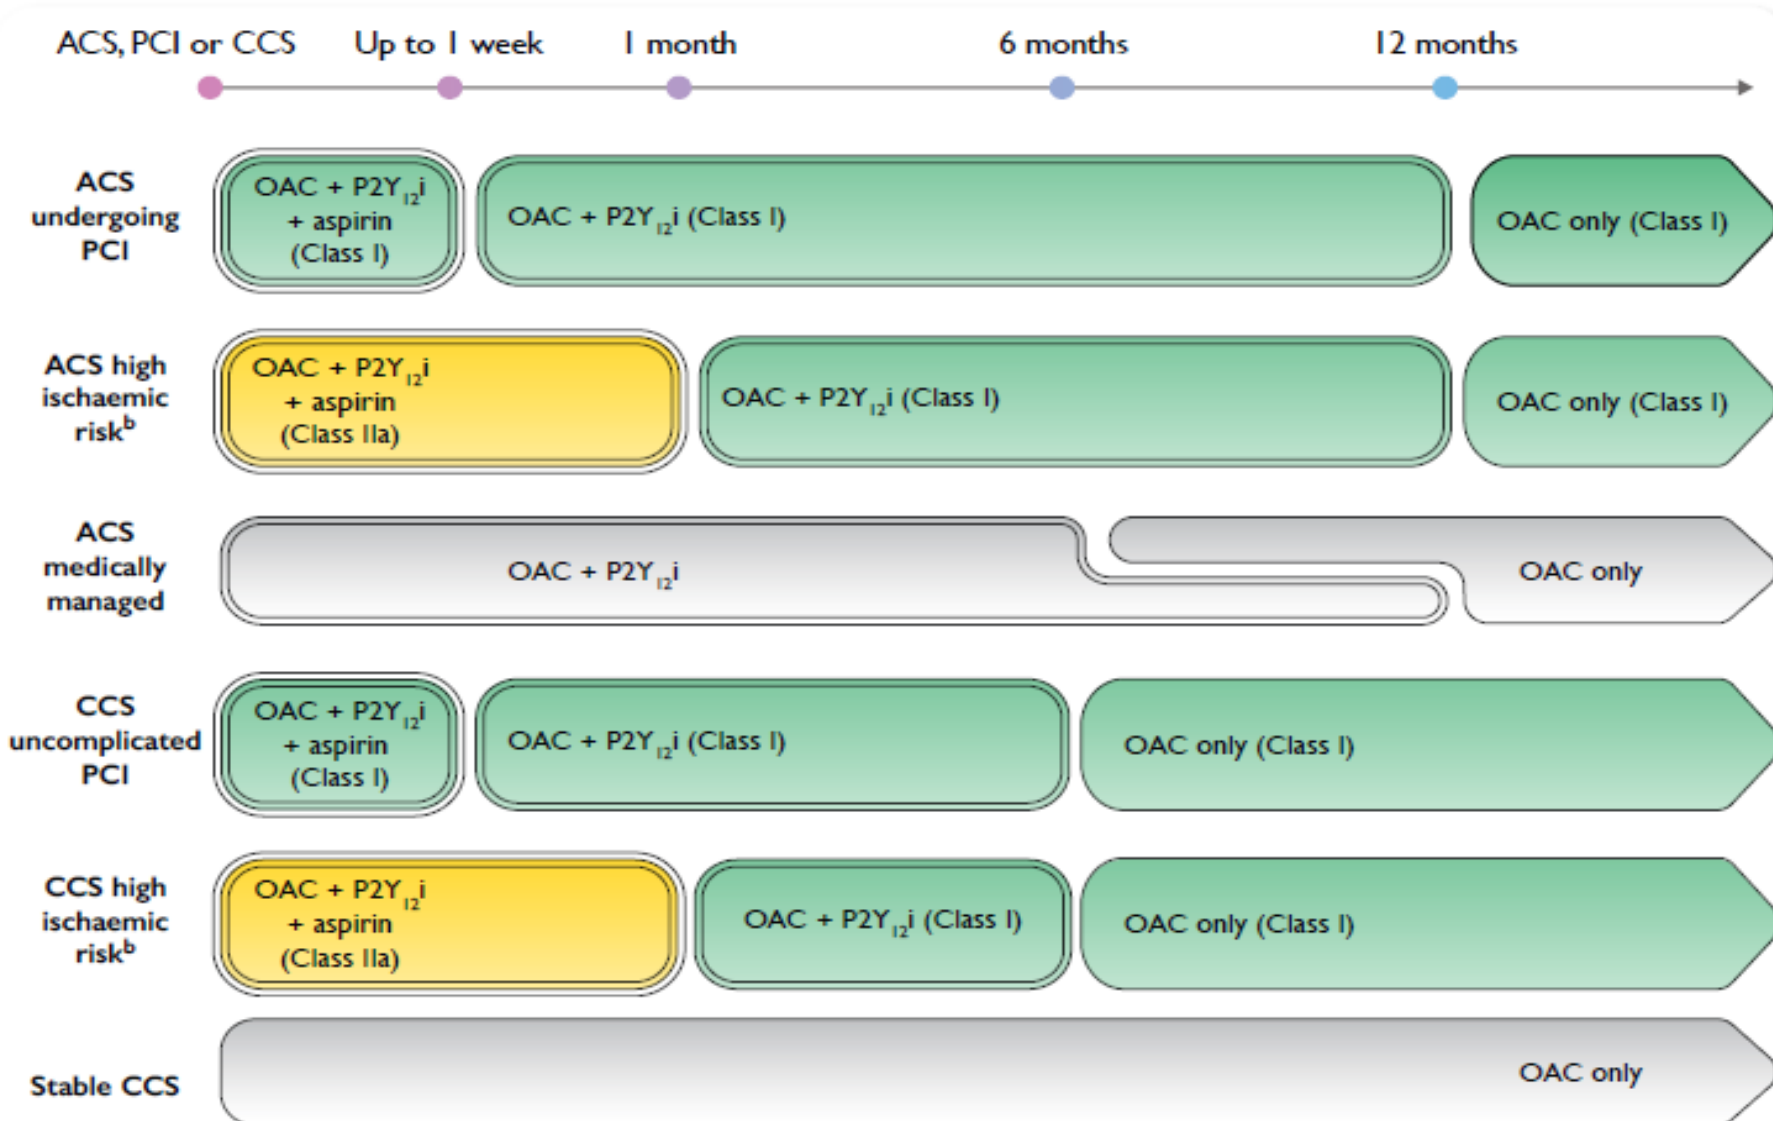 ACS, PCI or CCS Up to 1 week 1 month 6 months 12 months
ACS
undergoing
PCI
OAC + P2Y₁₂i
+ aspirin
(Class I)
OAC + P2Y₁₂i (Class I)
OAC only (Class I)
ACS high
ischaemic
riskᵇ
OAC + P2Y₁₂i
+ aspirin
(Class IIa)
OAC + P2Y₁₂i (Class I)
OAC only (Class I)
ACS
medically
managed
OAC + P2Y₁₂i
OAC only
CCS
uncomplicated
PCI
OAC + P2Y₁₂i
+ aspirin
(Class I)
OAC + P2Y₁₂i (Class I)
OAC only (Class I)
CCS high
ischaemic
riskᵇ
OAC + P2Y₁₂i
+ aspirin
(Class IIa)
OAC + P2Y₁₂i (Class I)
OAC only (Class I)
Stable CCS
OAC only